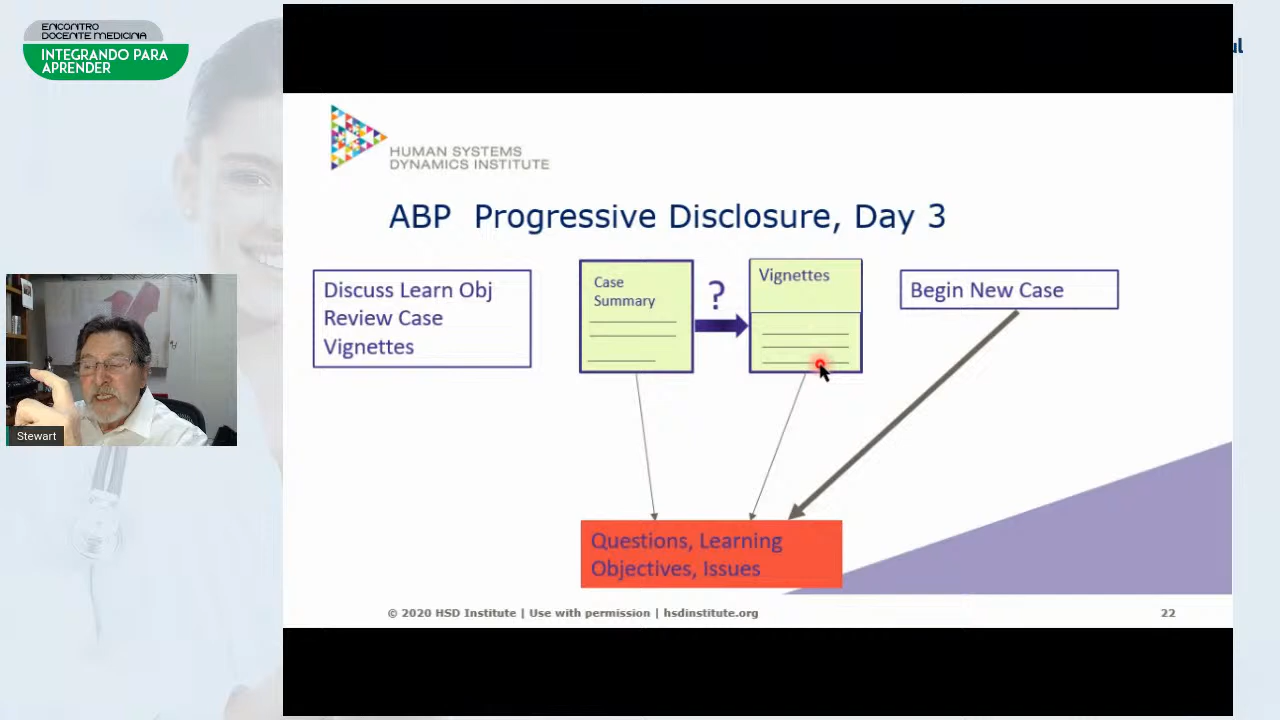 ENCONTRO
DOCENTE MEDICINA
INTEGRANDO PARA
APRENDER
ul
HUMAN SYSTEMS
DYNAMICS INSTITUTE
ABP Progressive Disclosure, Day 3
Discuss Learn Obj
Review Case
Vignettes
Case
Summary
?
Vignettes
Begin New Case
Stewart
Questions, Learning
Objectives, Issues
© 2020 HSD Institute | Use with permission | hsdinstitute.org
22